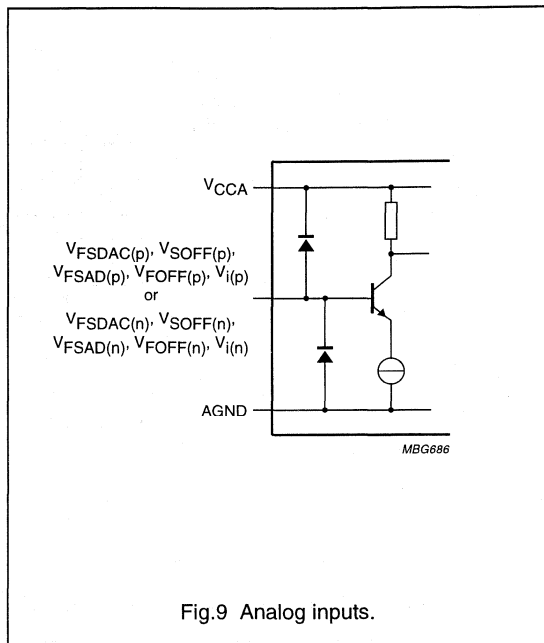 VCCA
VFSDAC(p), VSOFF(p),
VFSAD(p), VFOFF(p), Vi(p)
or
VFSDAC(n), VSOFF(n),
VFSAD(n), VFOFF(n), Vi(n)
AGND
MBG686
Fig.9 Analog inputs.